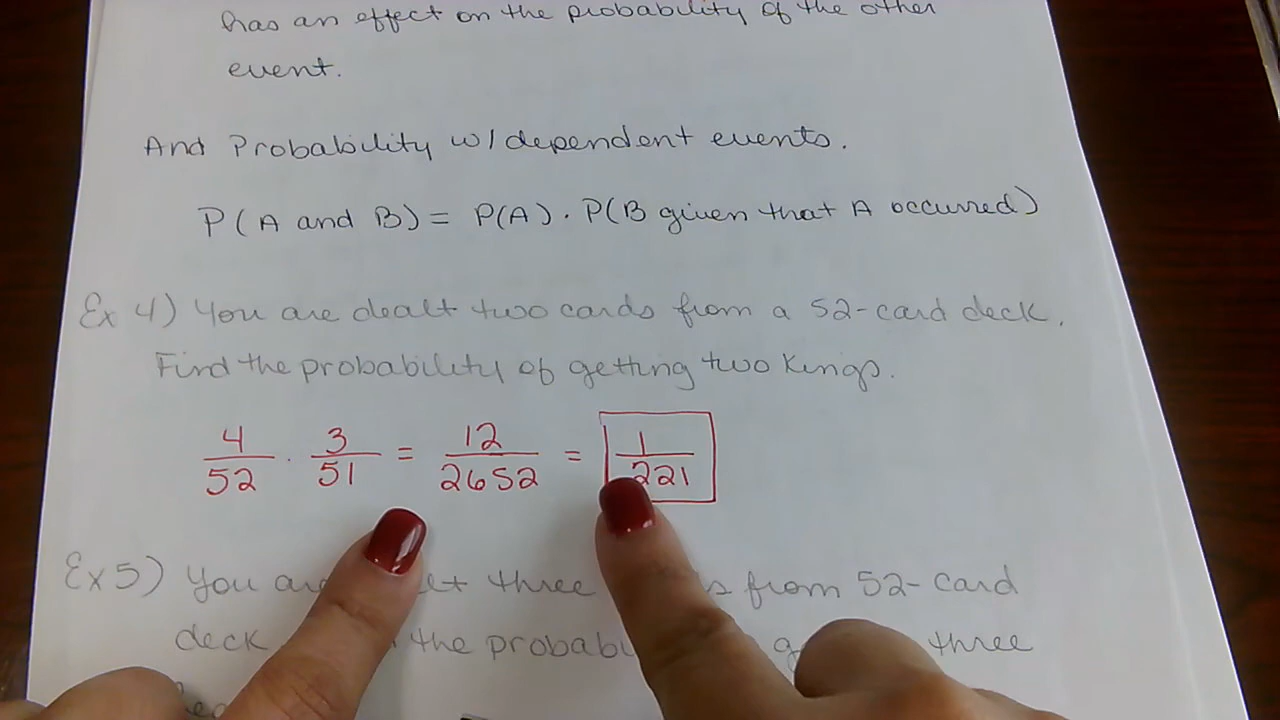 has an effect on the probability of the other
event.
And Probability w/dependent events.
P(A and B) = P(A) · P(B given that A occurred)
Ex 4) You are dealt two cards from a 52-card deck.
Find the probability of getting two Kings.
4/52 · 3/51 = 12/2652 = 1/221
Ex 5) You three from 52-card
deck the three